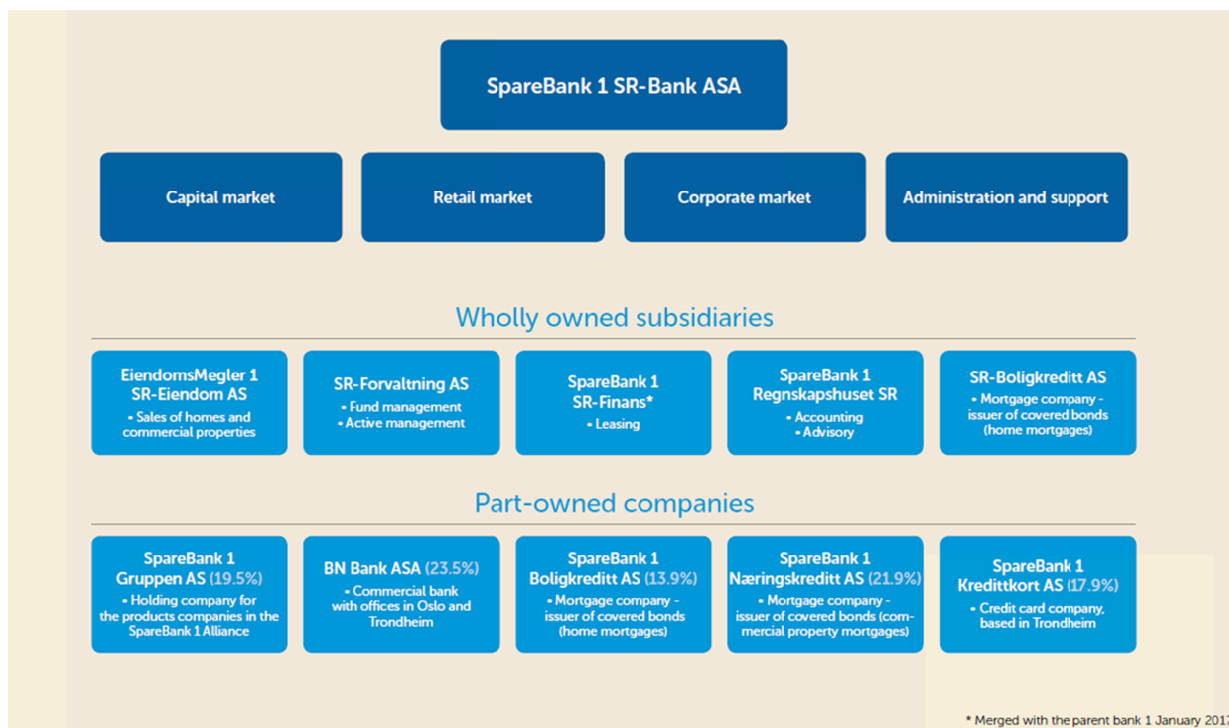 SpareBank 1 SR-Bank ASA
Capital market
Retail market
Corporate market
Administration and support
Wholly owned subsidiaries
EiendomsMegler 1
SR-Eiendom AS
• Sales of homes and
commercial properties
SR-Forvaltning AS
• Fund management
• Active management
SpareBank 1
SR-Finans*
• Leasing
SpareBank 1
Regnskapshuset SR
• Accounting
• Advisory
SR-Boligkreditt AS
• Mortgage company -
issuer of covered bonds
(home mortgages)
Part-owned companies
SpareBank 1
Gruppen AS (19.5%)
• Holding company for
the products companies in the
SpareBank 1 Alliance
BN Bank ASA (23.5%)
• Commercial bank
with offices in Oslo and
Trondheim
SpareBank 1
Boligkreditt AS (13.9%)
• Mortgage company -
issuer of covered bonds
(home mortgages)
SpareBank 1
Næringskreditt AS (21.9%)
• Mortgage company -
issuer of covered bonds (com-
mercial property mortgages)
SpareBank 1
Kredittkort AS (17.9%)
• Credit card company,
based in Trondheim
* Merged with the parent bank 1 January 2017